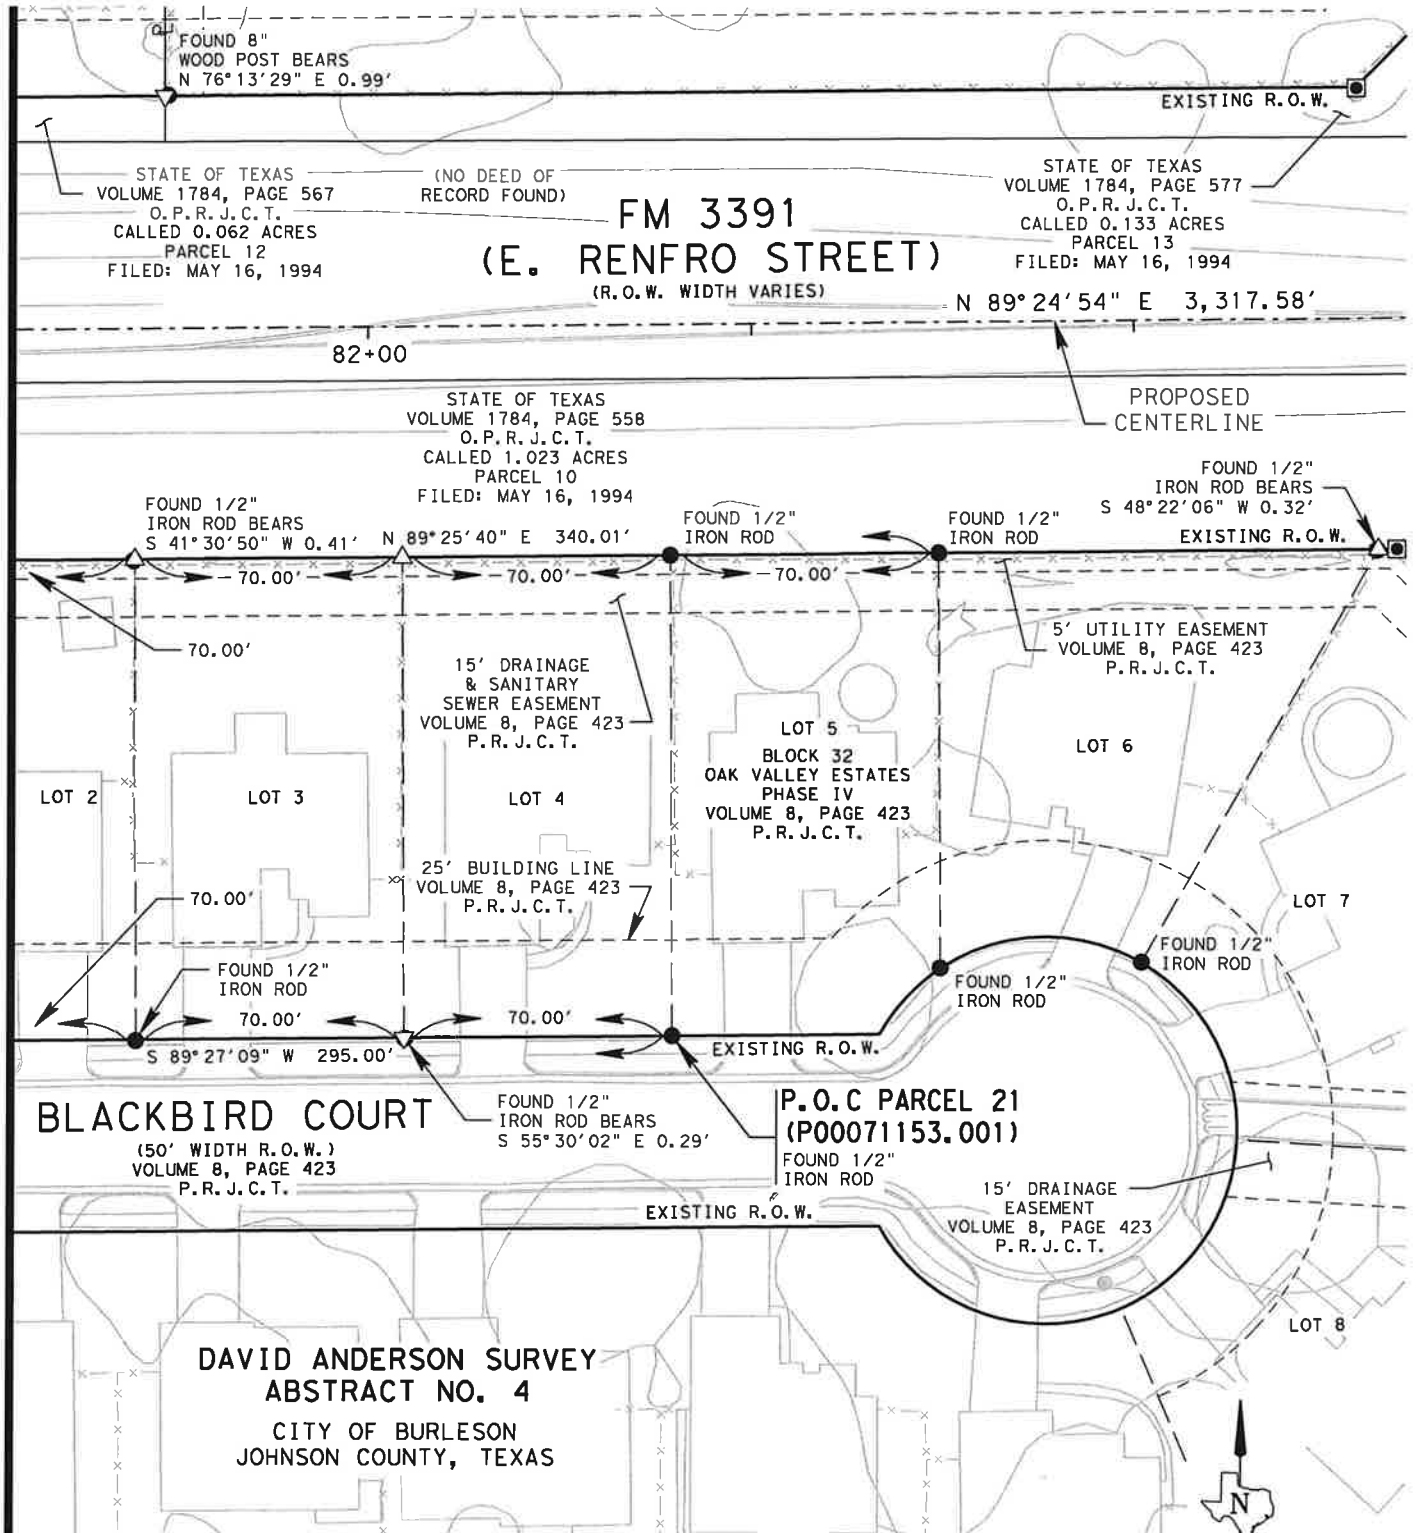 FOUND 8"
WOOD POST BEARS
N 76°13'29" E 0.99'
EXISTING R.O.W.
STATE OF TEXAS
VOLUME 1784, PAGE 567
O.P.R.J.C.T.
CALLED 0.062 ACRES
PARCEL 12
FILED: MAY 16, 1994
(NO DEED OF
RECORD FOUND)
STATE OF TEXAS
VOLUME 1784, PAGE 577
O.P.R.J.C.T.
CALLED 0.133 ACRES
PARCEL 13
FILED: MAY 16, 1994
FM 3391
(E. RENFRO STREET)
(R.O.W. WIDTH VARIES)
N 89°24'54" E 3,317.58'
82+00
PROPOSED
CENTERLINE
STATE OF TEXAS
VOLUME 1784, PAGE 558
O.P.R.J.C.T.
CALLED 1.023 ACRES
PARCEL 10
FILED: MAY 16, 1994
FOUND 1/2"
IRON ROD BEARS
S 41°30'50" W 0.41'
N 89°25'40" E 340.01'
FOUND 1/2"
IRON ROD
FOUND 1/2"
IRON ROD
FOUND 1/2"
IRON ROD BEARS
S 48°22'06" W 0.32'
EXISTING R.O.W.
70.00'
70.00'
70.00'
70.00'
15' DRAINAGE
& SANITARY
SEWER EASEMENT
VOLUME 8, PAGE 423
P.R.J.C.T.
5' UTILITY EASEMENT
VOLUME 8, PAGE 423
P.R.J.C.T.
LOT 5
BLOCK 32
OAK VALLEY ESTATES
PHASE IV
VOLUME 8, PAGE 423
P.R.J.C.T.
LOT 6
LOT 2
LOT 3
LOT 4
25' BUILDING LINE
VOLUME 8, PAGE 423
P.R.J.C.T.
70.00'
LOT 7
FOUND 1/2"
IRON ROD
FOUND 1/2"
IRON ROD
FOUND 1/2"
IRON ROD
70.00'
70.00'
S 89°27'09" W 295.00'
EXISTING R.O.W.
BLACKBIRD COURT
(50' WIDTH R.O.W.)
VOLUME 8, PAGE 423
P.R.J.C.T.
FOUND 1/2"
IRON ROD BEARS
S 55°30'02" E 0.29'
P.O.C PARCEL 21
(P00071153.001)
FOUND 1/2"
IRON ROD
EXISTING R.O.W.
15' DRAINAGE
EASEMENT
VOLUME 8, PAGE 423
P.R.J.C.T.
LOT 8
DAVID ANDERSON SURVEY
ABSTRACT NO. 4
CITY OF BURLESON
JOHNSON COUNTY, TEXAS
N